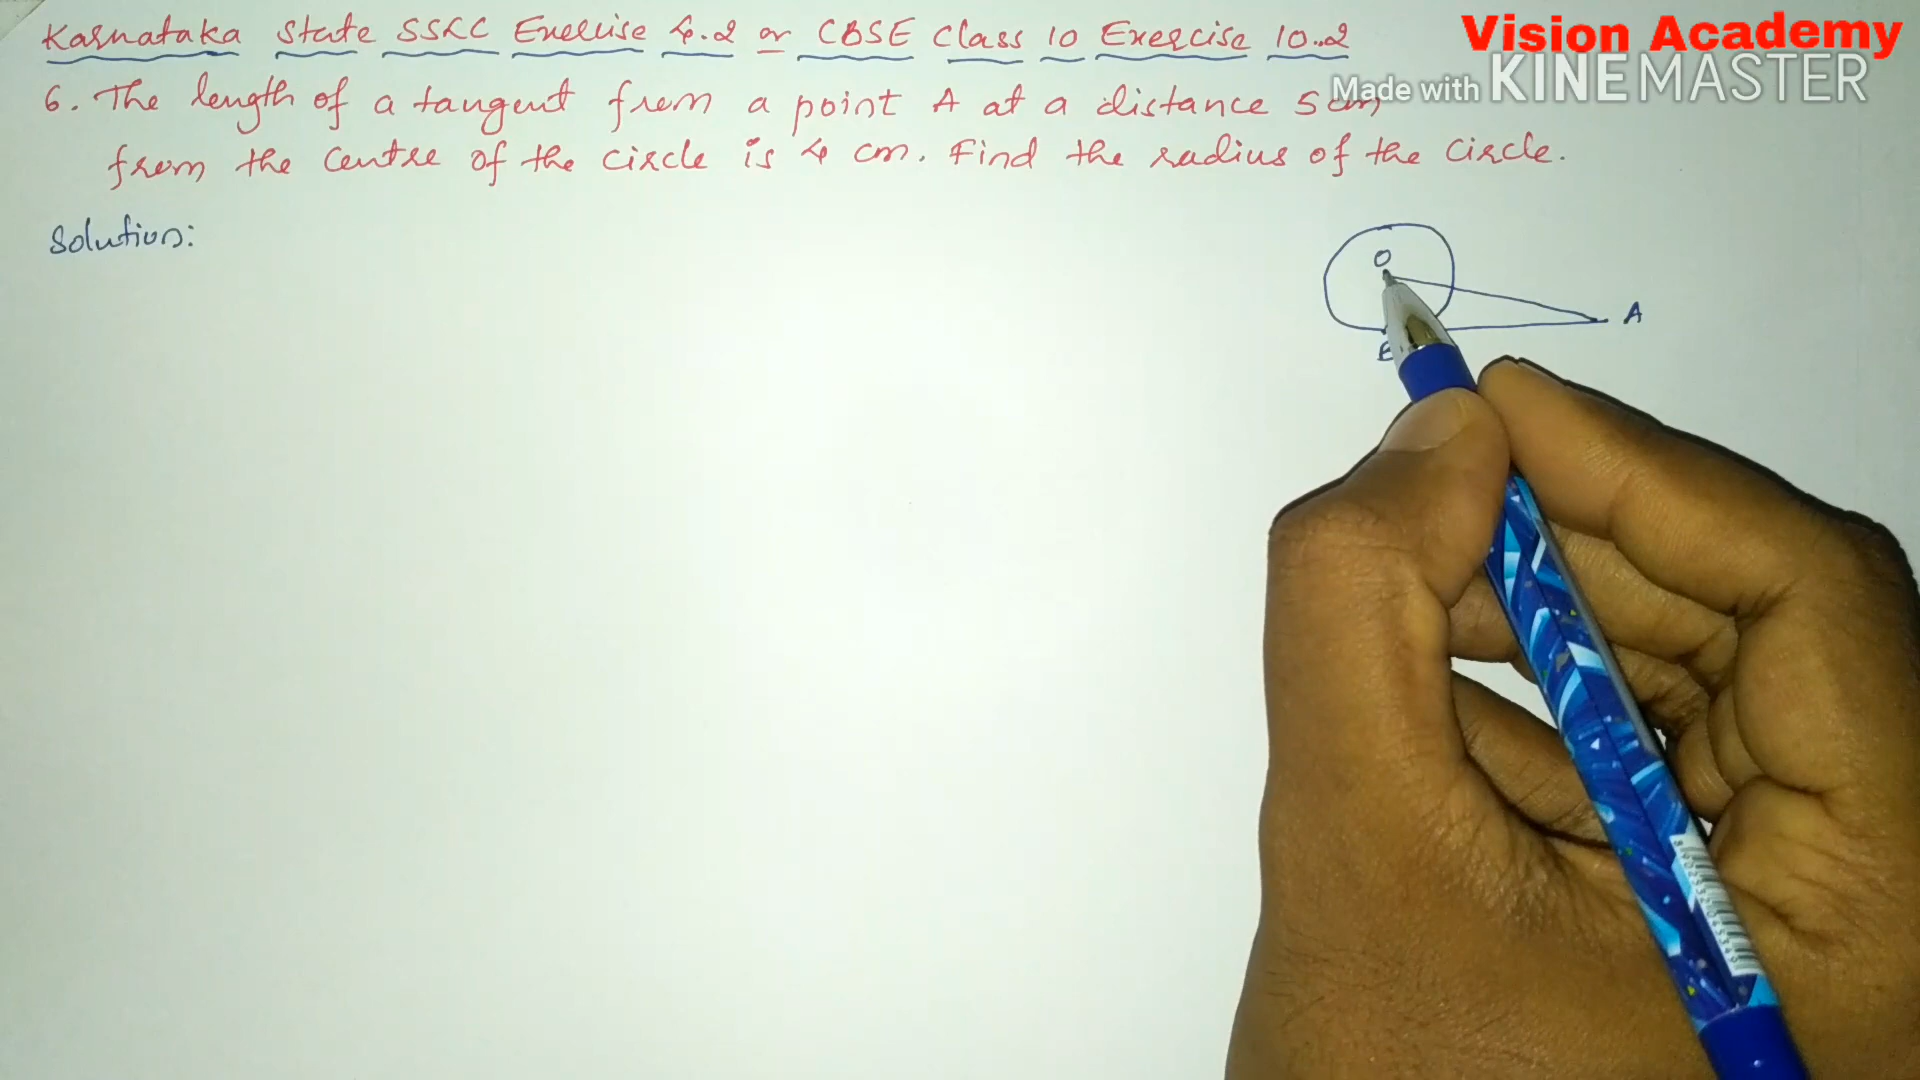 Karnataka State SSLC Exercise 4.2 or CBSE Class 10 Exercise 10.2
Vision Academy
Made with KINEMASTER
6. The length of a tangent from a point A at a distance 5 cm
from the centre of the circle is 4 cm. Find the radius of the circle.
Solution:
O
A
B